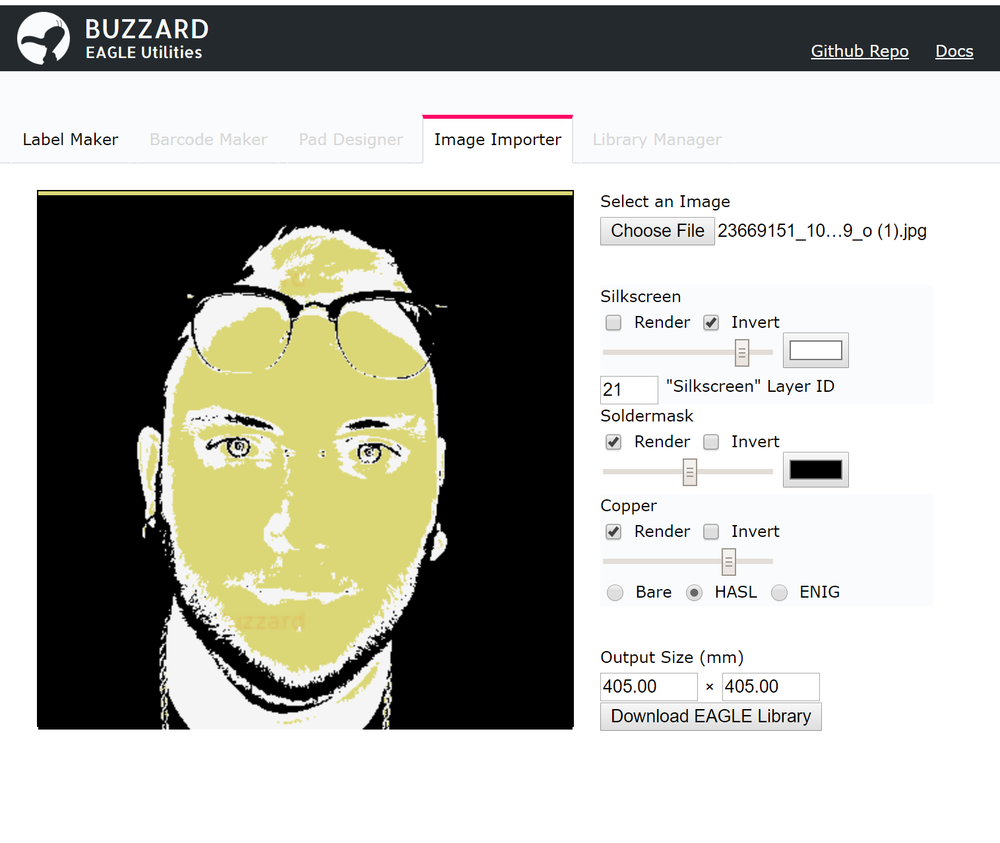 BUZZARD
EAGLE Utilities
Github Repo Docs
Label Maker Barcode Maker Pad Designer Image Importer Library Manager
Select an Image
Choose File 23669151_10...9_o (1).jpg
Silkscreen
Render Invert
21 "Silkscreen" Layer ID
Soldermask
Render Invert
Copper
Render Invert
Bare HASL ENIG
uzzard
Output Size (mm)
405.00 × 405.00
Download EAGLE Library